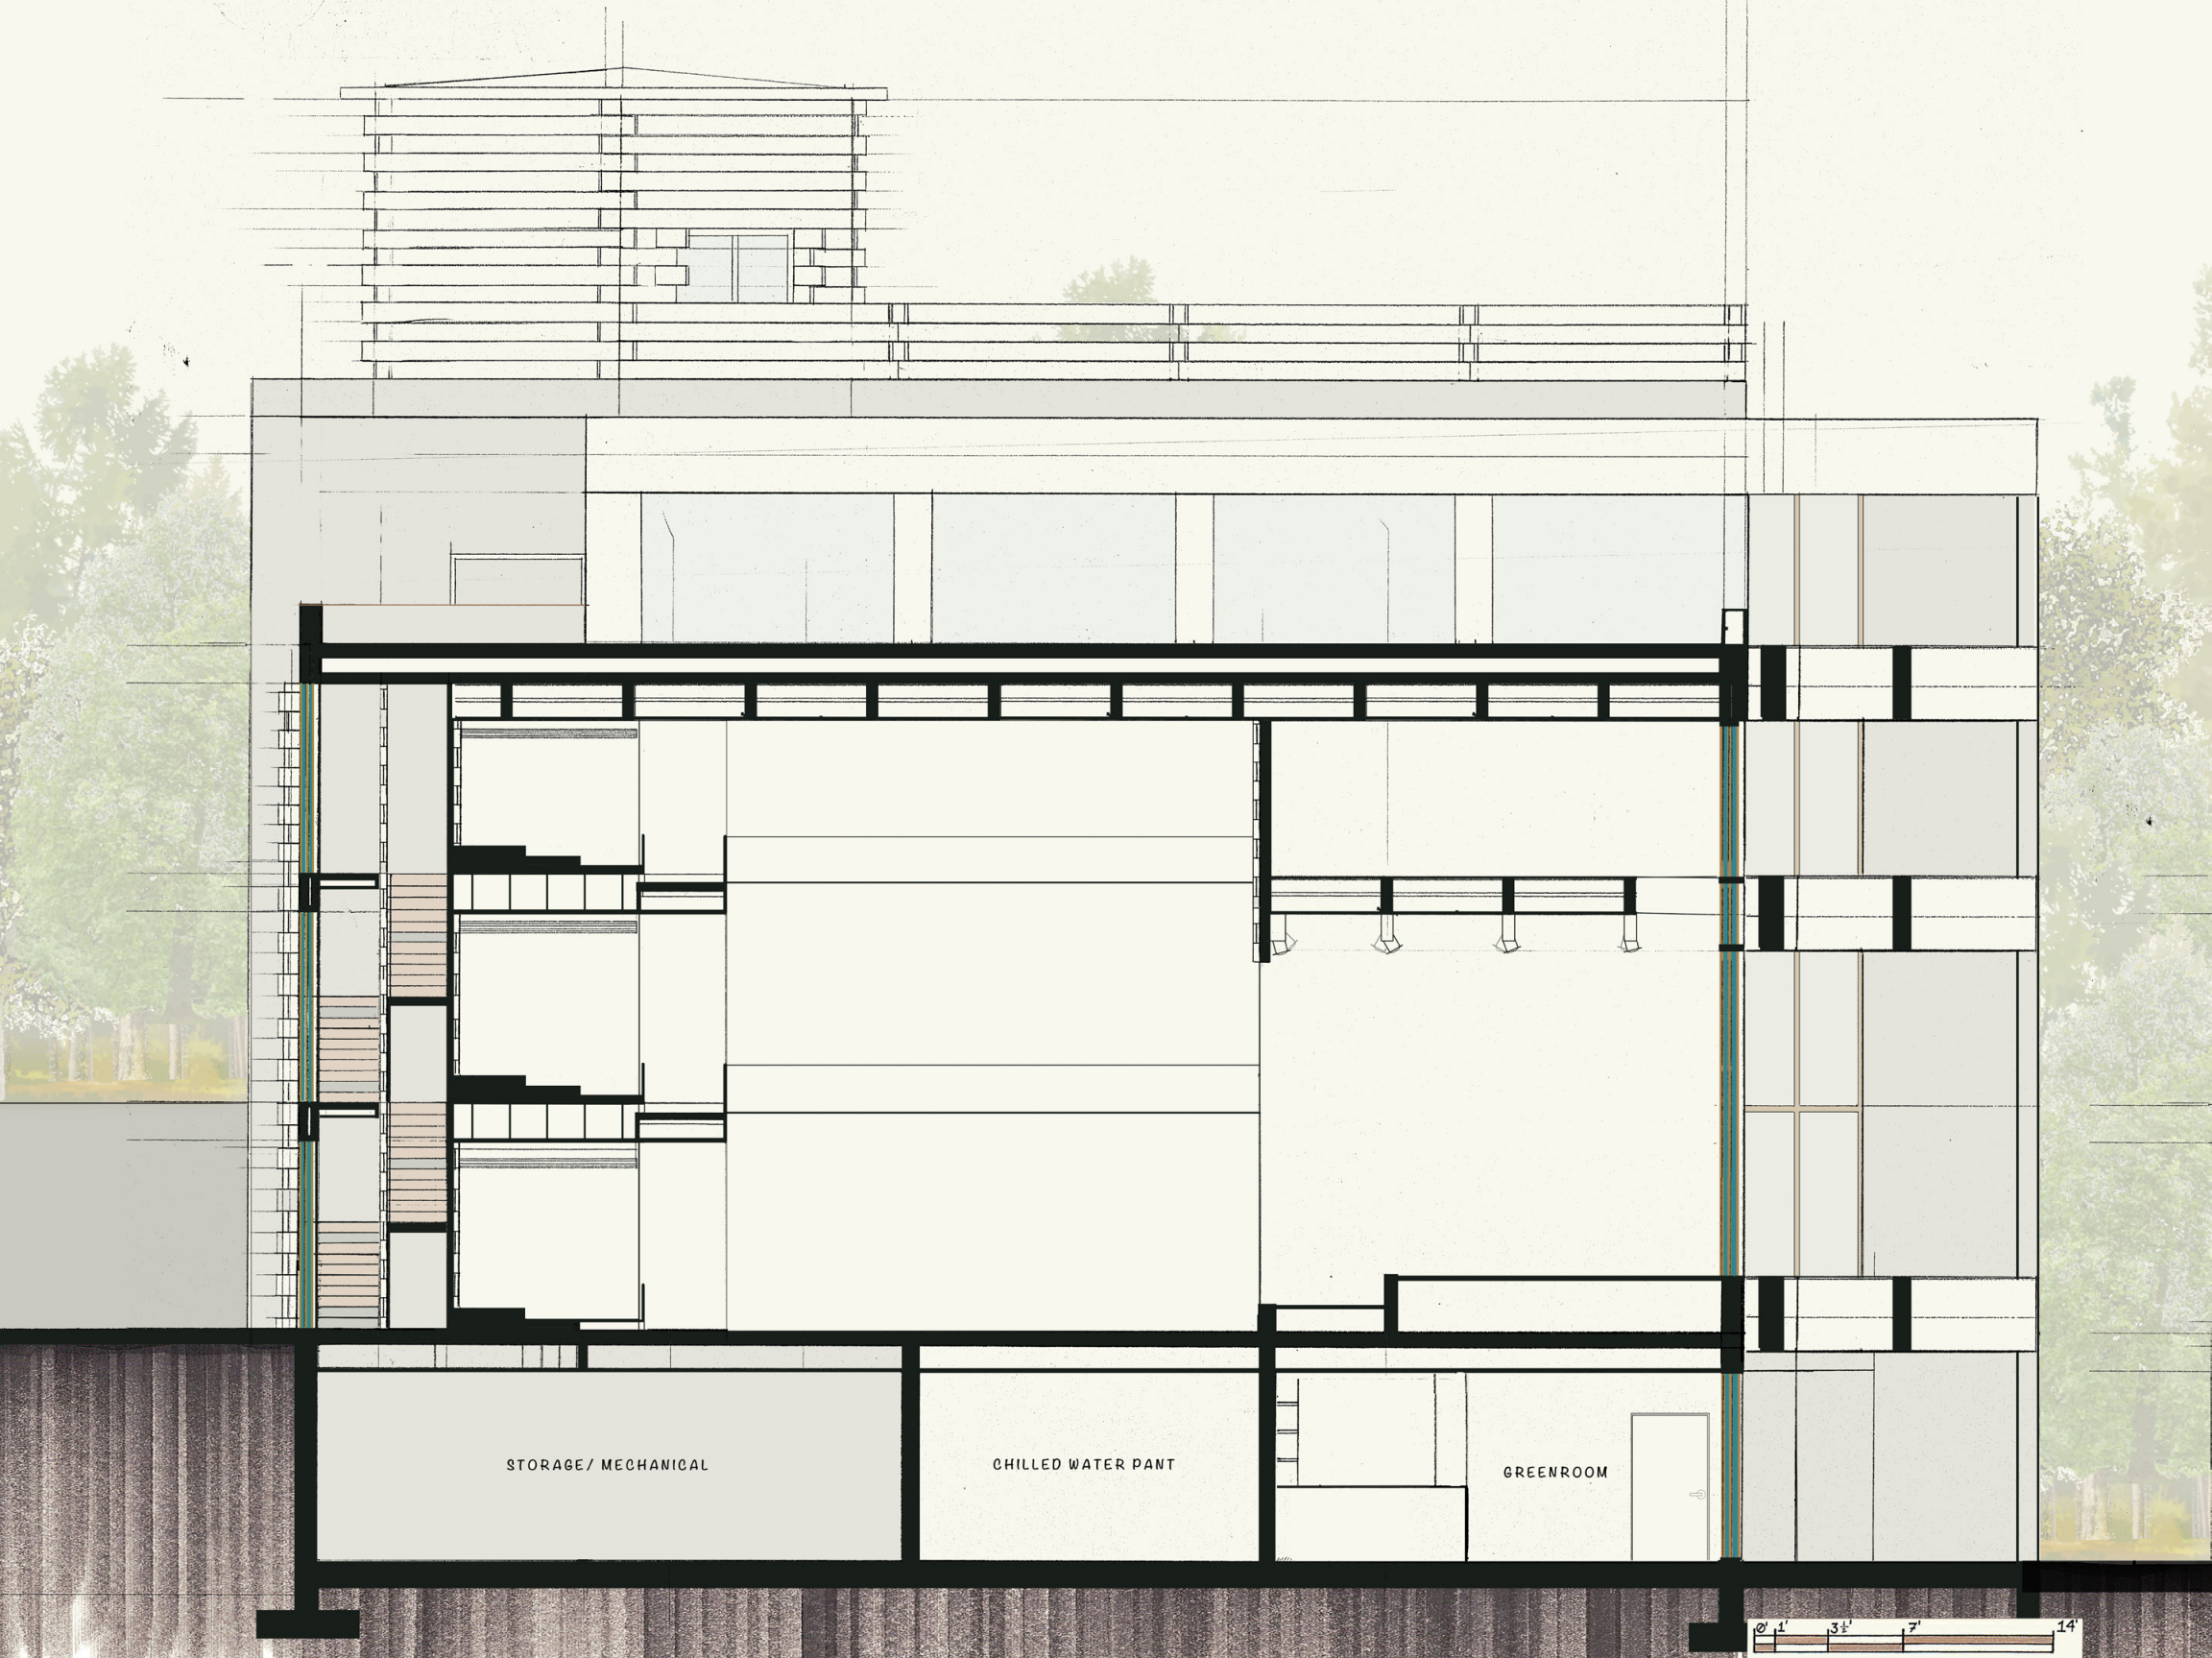 STORAGE/ MECHANICAL
CHILLED WATER PANT
GREENROOM
0' 1' 3½' 7' 14'